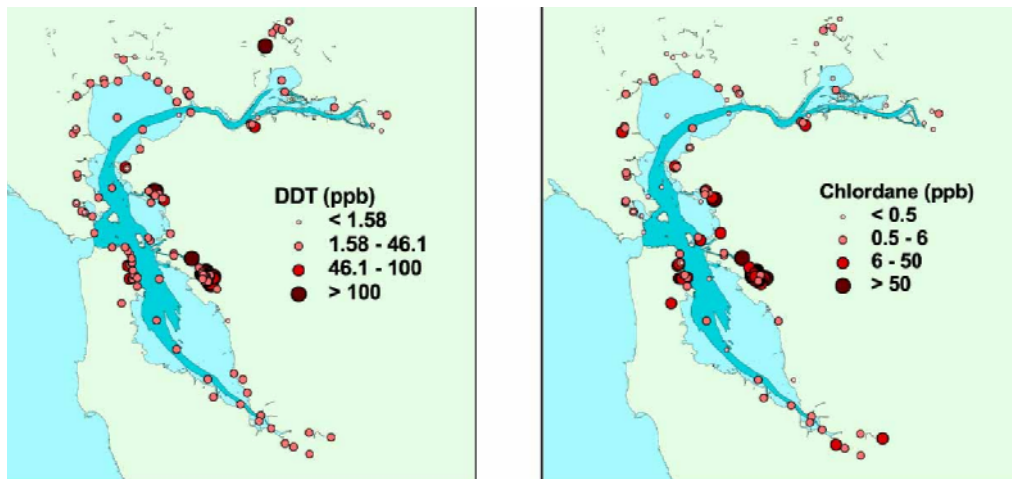 DDT (ppb)
< 1.58
1.58 - 46.1
46.1 - 100
> 100
Chlordane (ppb)
< 0.5
0.5 - 6
6 - 50
> 50